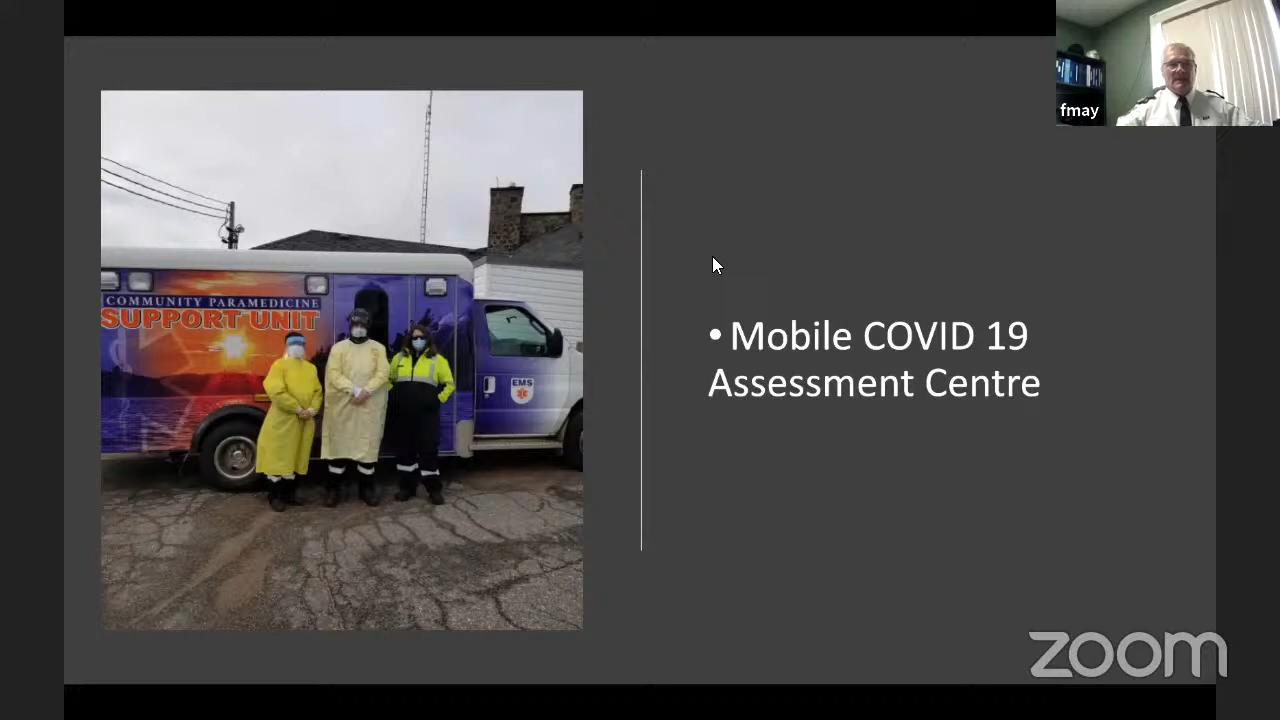 fmay
COMMUNITY PARAMEDICINE
SUPPORT UNIT
EMS
• Mobile COVID 19
Assessment Centre
zoom